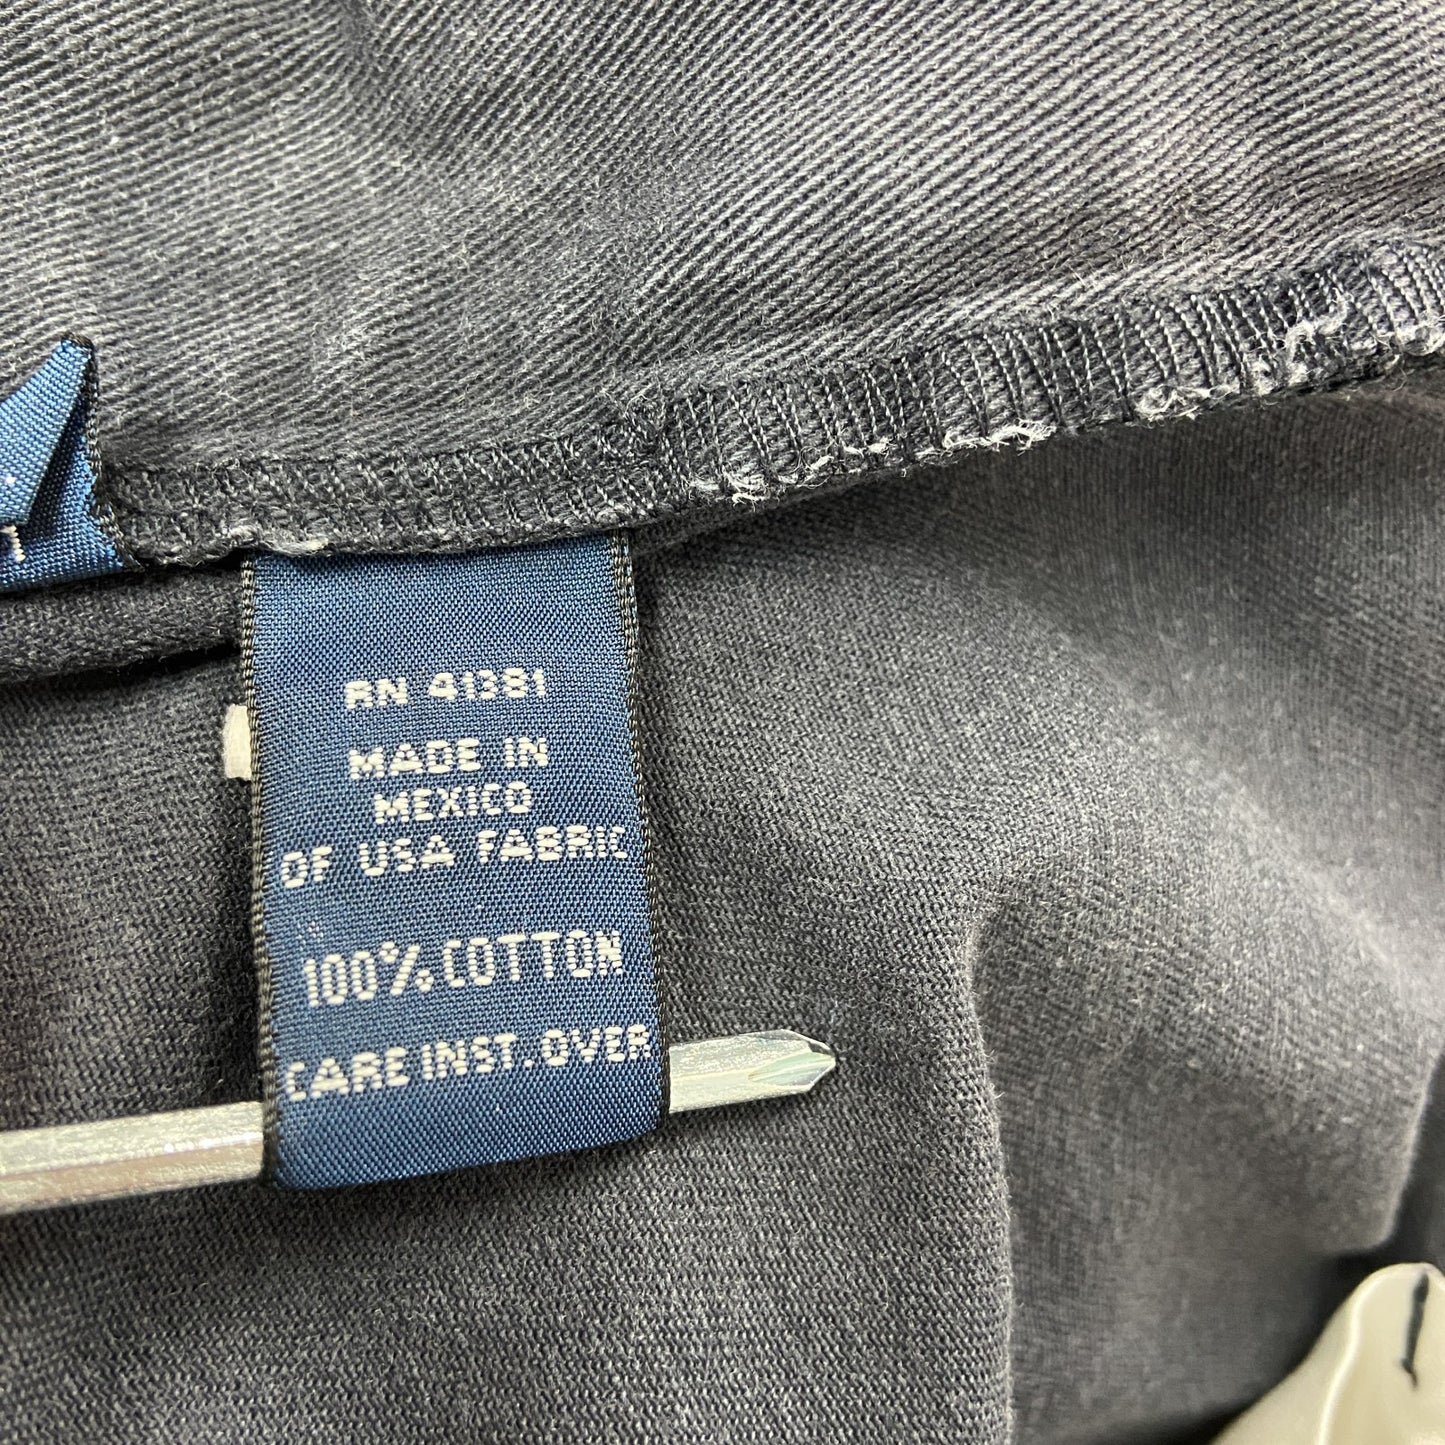 RN 41381
MADE IN
MEXICO
OF USA FABRIC
100% COTTON
CARE INST. OVER